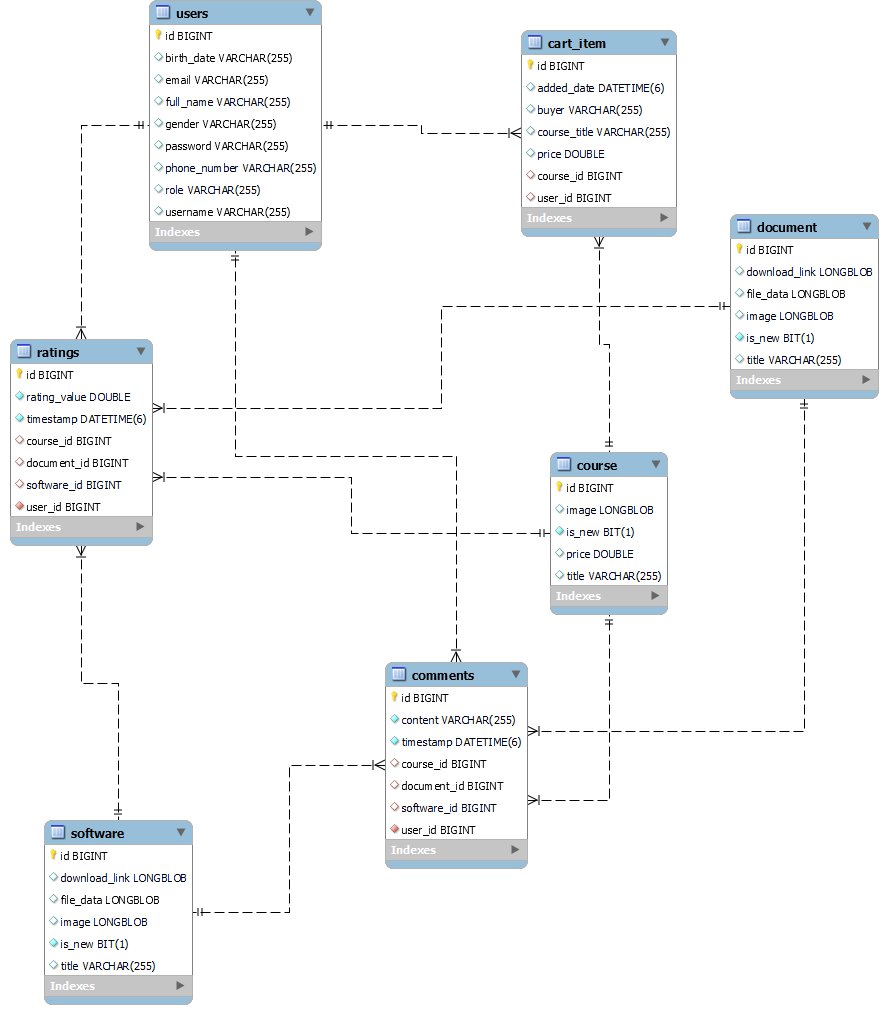 users
id BIGINT
birth_date VARCHAR(255)
email VARCHAR(255)
full_name VARCHAR(255)
gender VARCHAR(255)
password VARCHAR(255)
phone_number VARCHAR(255)
role VARCHAR(255)
username VARCHAR(255)
Indexes
cart_item
id BIGINT
added_date DATETIME(6)
buyer VARCHAR(255)
course_title VARCHAR(255)
price DOUBLE
course_id BIGINT
user_id BIGINT
Indexes
document
id BIGINT
download_link LONGBLOB
file_data LONGBLOB
image LONGBLOB
is_new BIT(1)
title VARCHAR(255)
Indexes
ratings
id BIGINT
rating_value DOUBLE
timestamp DATETIME(6)
course_id BIGINT
document_id BIGINT
software_id BIGINT
user_id BIGINT
Indexes
course
id BIGINT
image LONGBLOB
is_new BIT(1)
price DOUBLE
title VARCHAR(255)
Indexes
comments
id BIGINT
content VARCHAR(255)
timestamp DATETIME(6)
course_id BIGINT
document_id BIGINT
software_id BIGINT
user_id BIGINT
Indexes
software
id BIGINT
download_link LONGBLOB
file_data LONGBLOB
image LONGBLOB
is_new BIT(1)
title VARCHAR(255)
Indexes